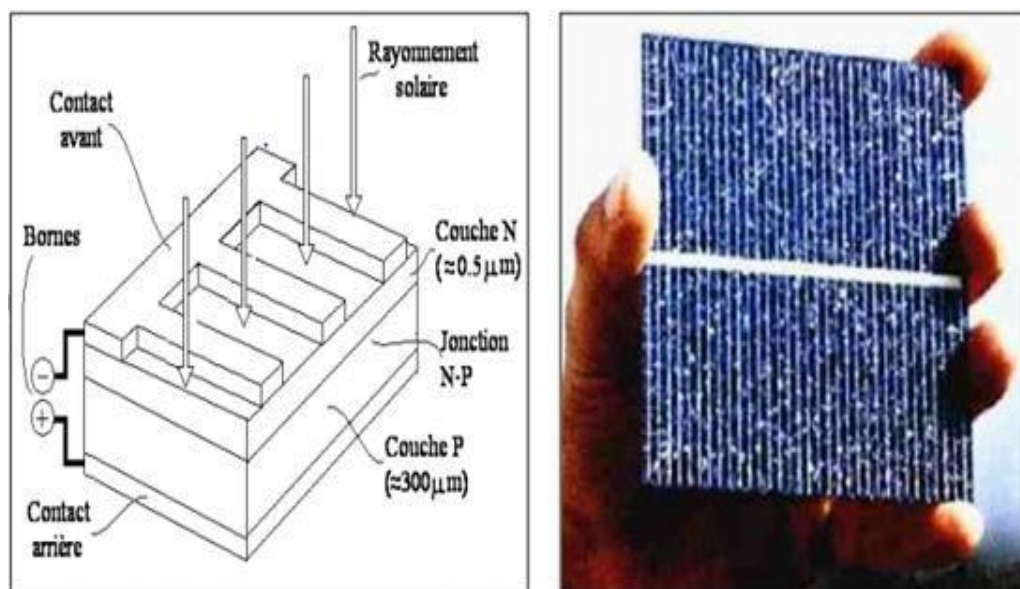 Rayonnement
solaire
Contact
avant
Bornes
Couche N
(≈0.5μm)
Jonction
N-P
−
+
Couche P
(≈300μm)
Contact
arrière